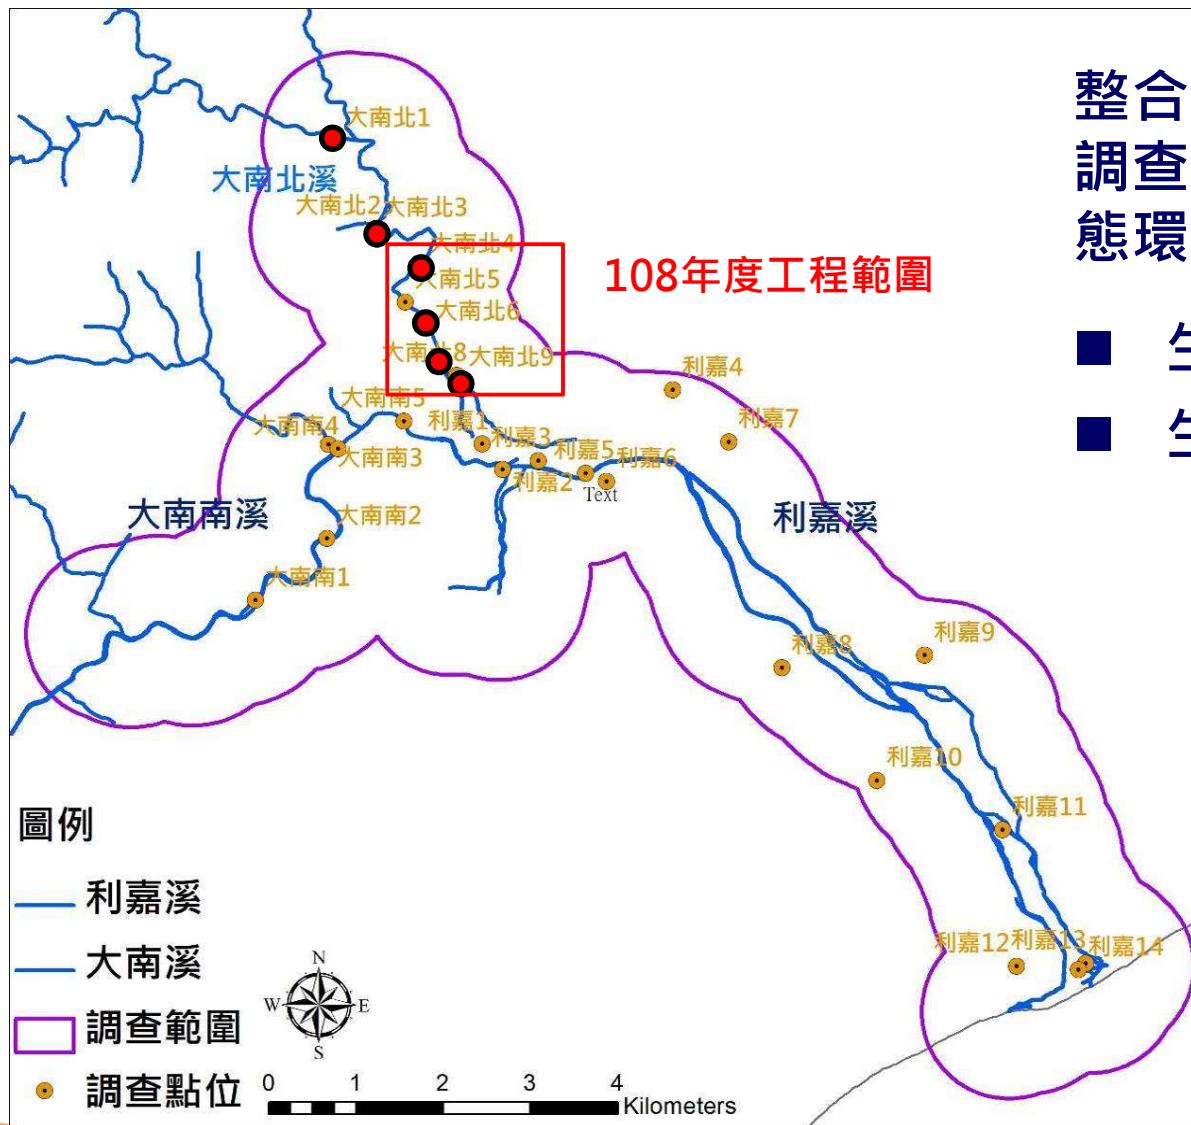 整合
調查
態環
■ 生
■ 生
大南北1
大南北溪
大南北2
大南北3
大南北4
108年度工程範圍
大南北5
大南北6
大南北8
大南北9
利嘉4
大南南5
利嘉7
大南南4
利嘉1
利嘉3
大南南3
利嘉5
利嘉6
利嘉2
Text
大南南溪
大南南2
利嘉溪
大南南1
利嘉9
利嘉8
利嘉10
利嘉11
利嘉12
利嘉13
利嘉14
圖例
利嘉溪
大南溪
調查範圍
調查點位
N
W
E
S
0 1 2 3 4
Kilometers